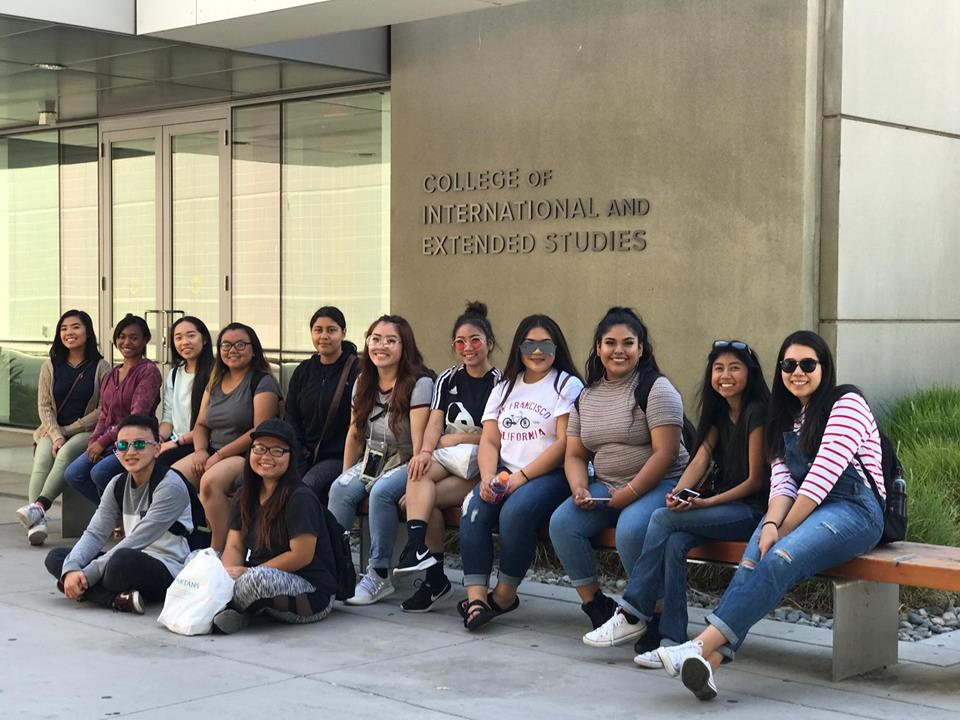 COLLEGE OF
INTERNATIONAL AND
EXTENDED STUDIES
SAN FRANCISCO
CALIFORNIA